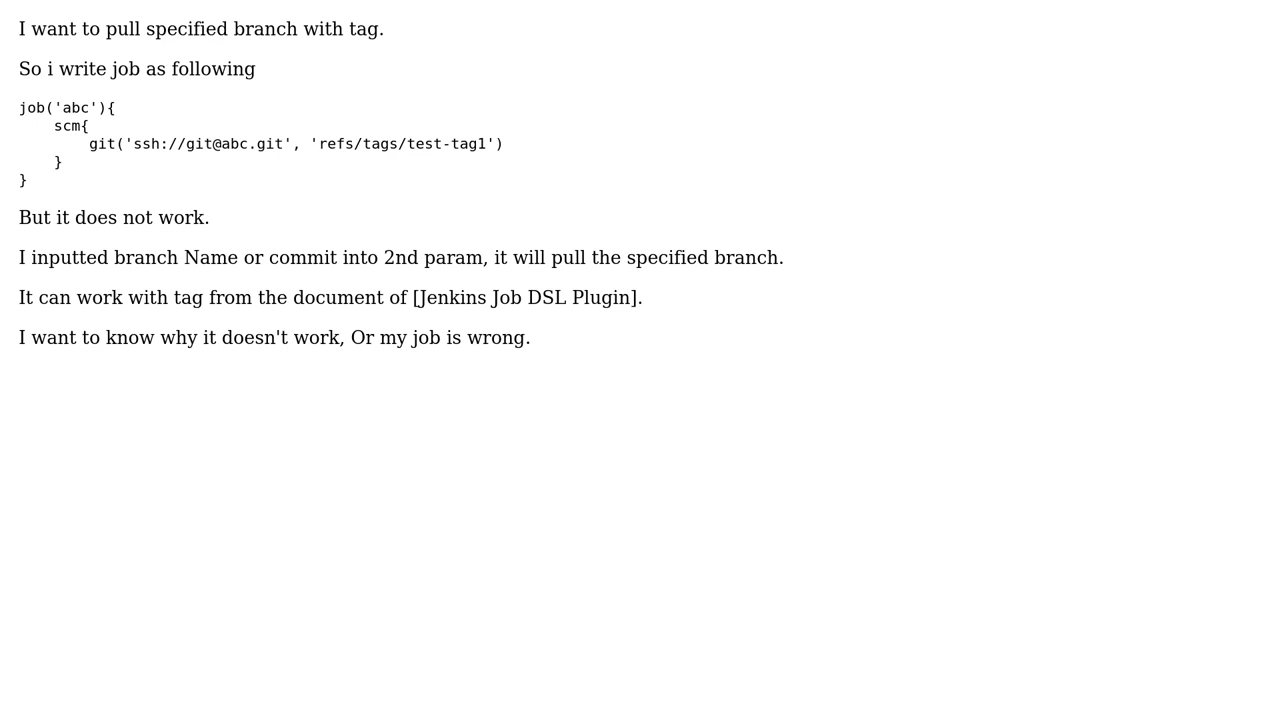 I want to pull specified branch with tag.
So i write job as following
job('abc'){
    scm{
        git('ssh://git@abc.git', 'refs/tags/test-tag1')
    }
}
But it does not work.
I inputted branch Name or commit into 2nd param, it will pull the specified branch.
It can work with tag from the document of [Jenkins Job DSL Plugin].
I want to know why it doesn't work, Or my job is wrong.